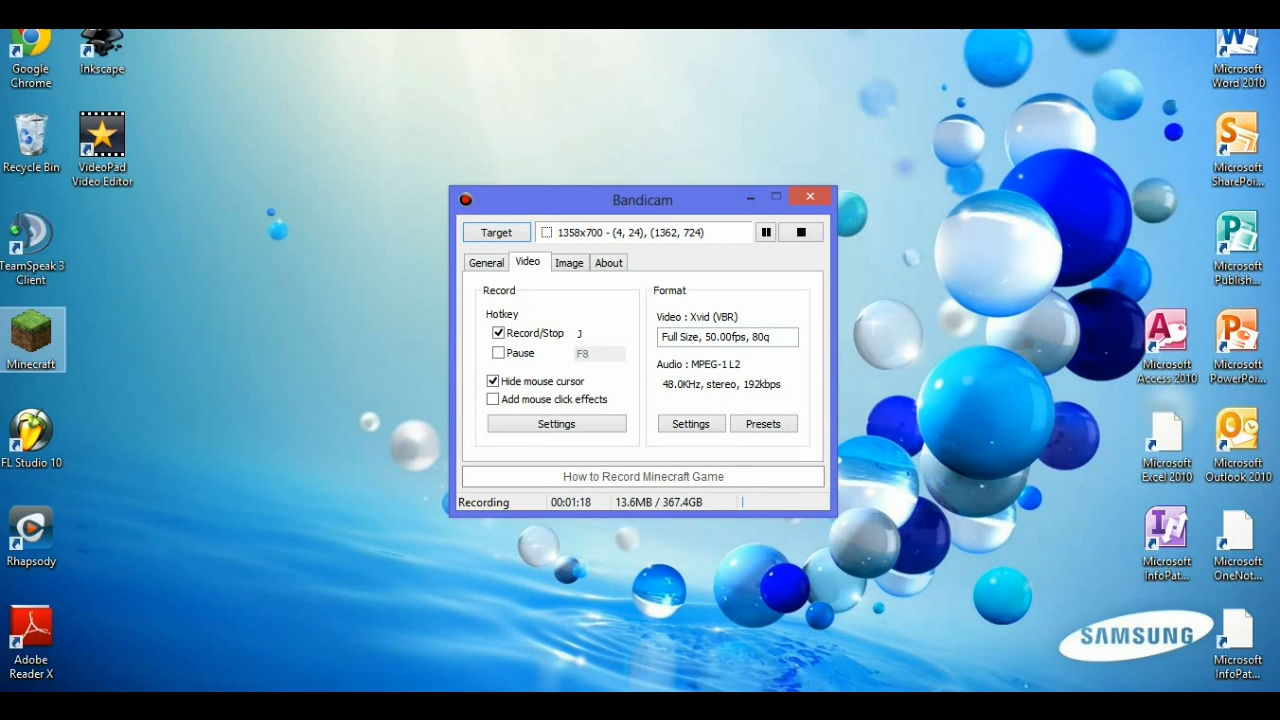 Google
Chrome
Inkscape
Recycle Bin
VideoPad
Video Editor
TeamSpeak 3
Client
Minecraft
FL Studio 10
Rhapsody
Adobe
Reader X
Bandicam
Target
1358x700 - (4, 24), (1362, 724)
General
Video
Image
About
Record
Hotkey
Record/Stop
J
Pause
F8
Hide mouse cursor
Add mouse click effects
Settings
Format
Video : Xvid (VBR)
Full Size, 50.00fps, 80q
Audio : MPEG-1 L2
48.0KHz, stereo, 192kbps
Settings
Presets
How to Record Minecraft Game
Recording
00:01:18
13.6MB / 367.4GB
Microsoft
Word 2010
Microsoft
SharePoi...
Microsoft
Publish...
Microsoft
Access 2010
Microsoft
PowerPoi...
Microsoft
Excel 2010
Microsoft
Outlook 2010
Microsoft
InfoPat...
Microsoft
OneNot...
SAMSUNG
Microsoft
InfoPat...